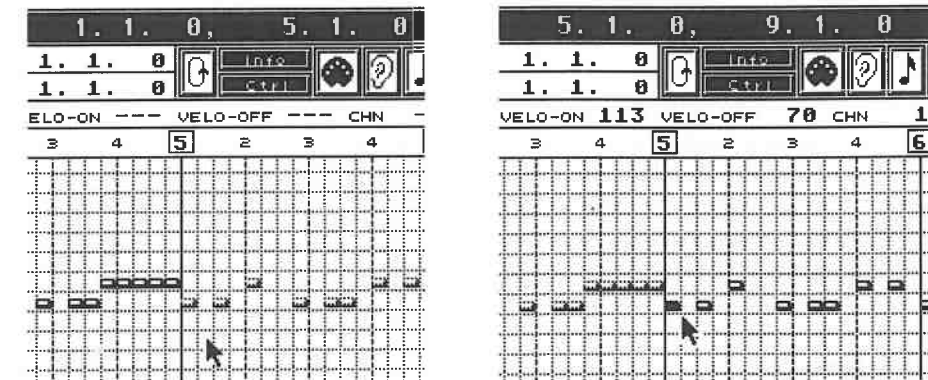 1. 1. 0, 5. 1. 0
1. 1. 0
1. 1. 0
Info
Ctrl
ELO-ON --- VELO-OFF --- CHN -
3 4 5 2 3 4
5. 1. 0, 9. 1. 0
1. 1. 0
1. 1. 0
Info
Ctrl
VELO-ON 113 VELO-OFF 70 CHN 1
3 4 5 2 3 4 6